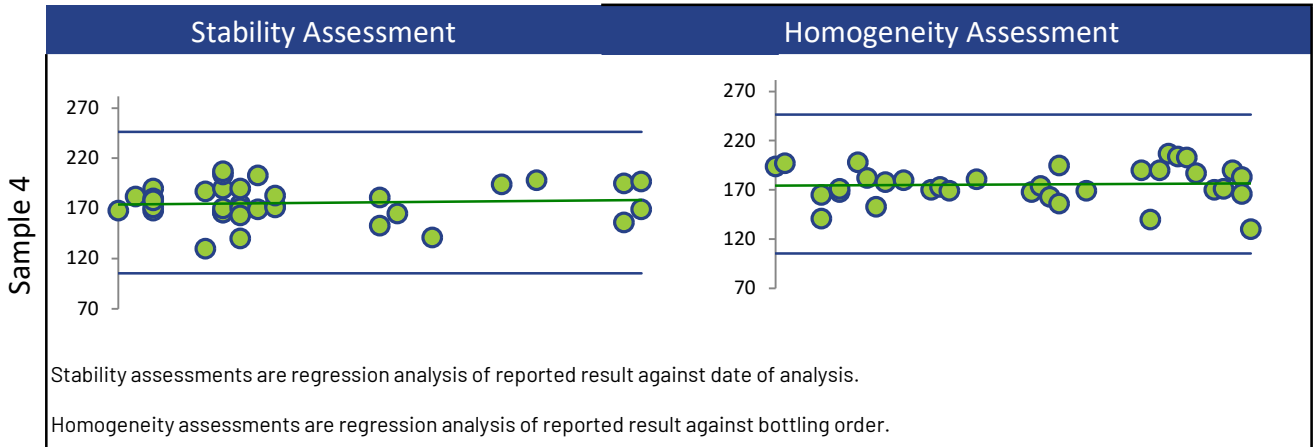 Stability Assessment
Homogeneity Assessment
Sample 4
270
220
170
120
70
270
220
170
120
70
Stability assessments are regression analysis of reported result against date of analysis.
Homogeneity assessments are regression analysis of reported result against bottling order.